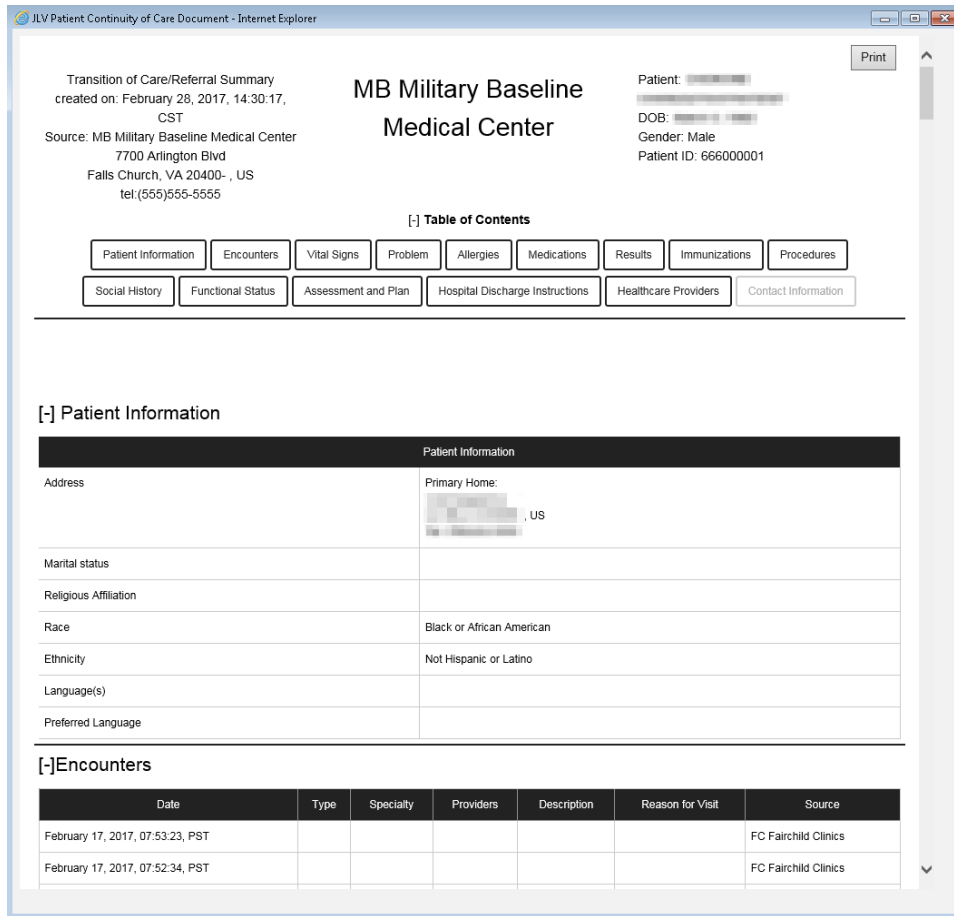 JLV Patient Continuity of Care Document - Internet Explorer
Print
Transition of Care/Referral Summary
created on: February 28, 2017, 14:30:17,
CST
Source: MB Military Baseline Medical Center
7700 Arlington Blvd
Falls Church, VA 20400- , US
tel:(555)555-5555
MB Military Baseline
Medical Center
Patient:
DOB:
Gender: Male
Patient ID: 666000001
[-] Table of Contents
Patient Information Encounters Vital Signs Problem Allergies Medications Results Immunizations Procedures
Social History Functional Status Assessment and Plan Hospital Discharge Instructions Healthcare Providers Contact Information
[-] Patient Information
Patient Information
Address Primary Home:
, US
Marital status
Religious Affiliation
Race Black or African American
Ethnicity Not Hispanic or Latino
Language(s)
Preferred Language
[-]Encounters
Date Type Specialty Providers Description Reason for Visit Source
February 17, 2017, 07:53:23, PST FC Fairchild Clinics
February 17, 2017, 07:52:34, PST FC Fairchild Clinics